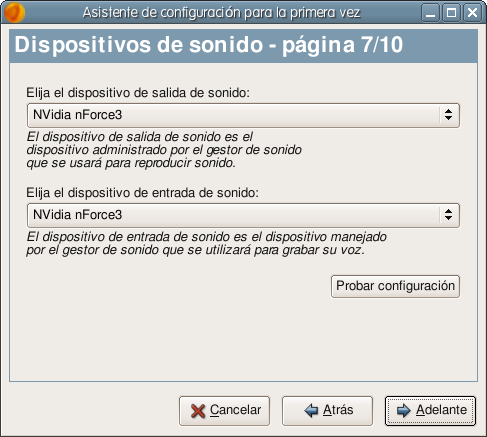 Asistente de configuración para la primera vez
Dispositivos de sonido - página 7/10
Elija el dispositivo de salida de sonido:
NVidia nForce3
El dispositivo de salida de sonido es el
dispositivo administrado por el gestor de sonido
que se usará para reproducir sonido.
Elija el dispositivo de entrada de sonido:
NVidia nForce3
El dispositivo de entrada de sonido es el dispositivo manejado
por el gestor de sonido que se utilizará para grabar su voz.
Probar configuración
Cancelar
Atrás
Adelante